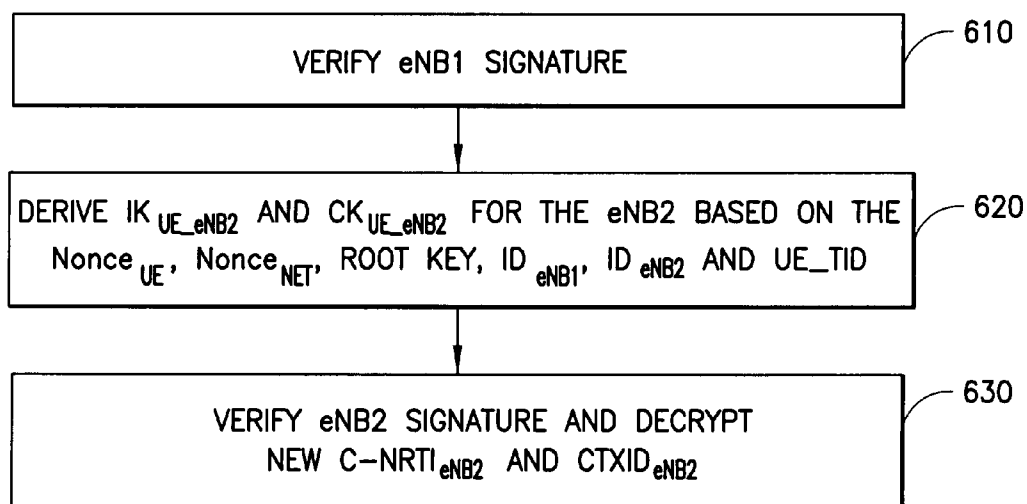 VERIFY eNB1 SIGNATURE
610
DERIVE IK UE_eNB2 AND CK UE_eNB2 FOR THE eNB2 BASED ON THE
Nonce UE, Nonce NET, ROOT KEY, ID eNB1, ID eNB2 AND UE_TID
620
VERIFY eNB2 SIGNATURE AND DECRYPT
NEW C-NRTI eNB2 AND CTXID eNB2
630